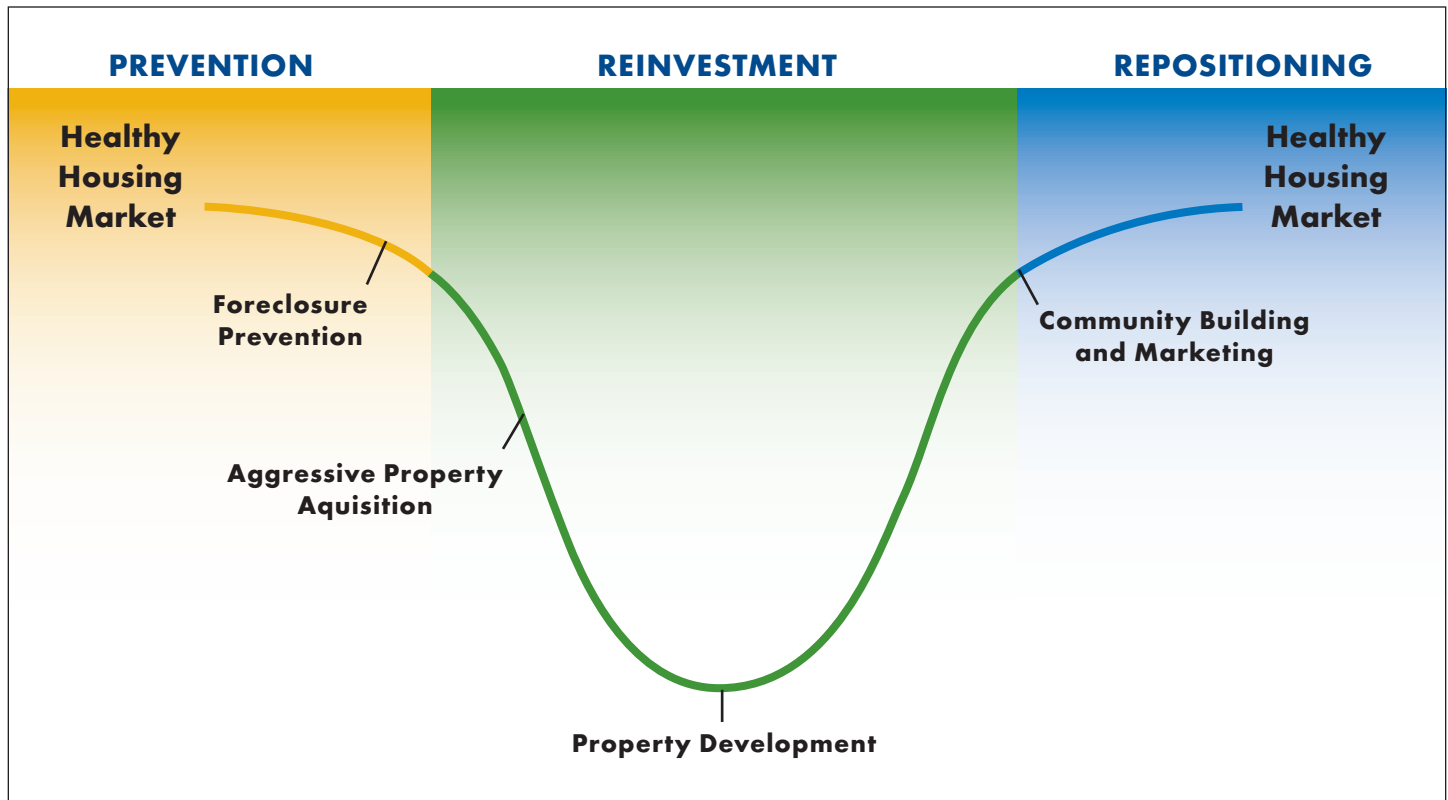 PREVENTION
REINVESTMENT
REPOSITIONING
Healthy
Housing
Market
Healthy
Housing
Market
Foreclosure
Prevention
Community Building
and Marketing
Aggressive Property
Aquisition
Property Development